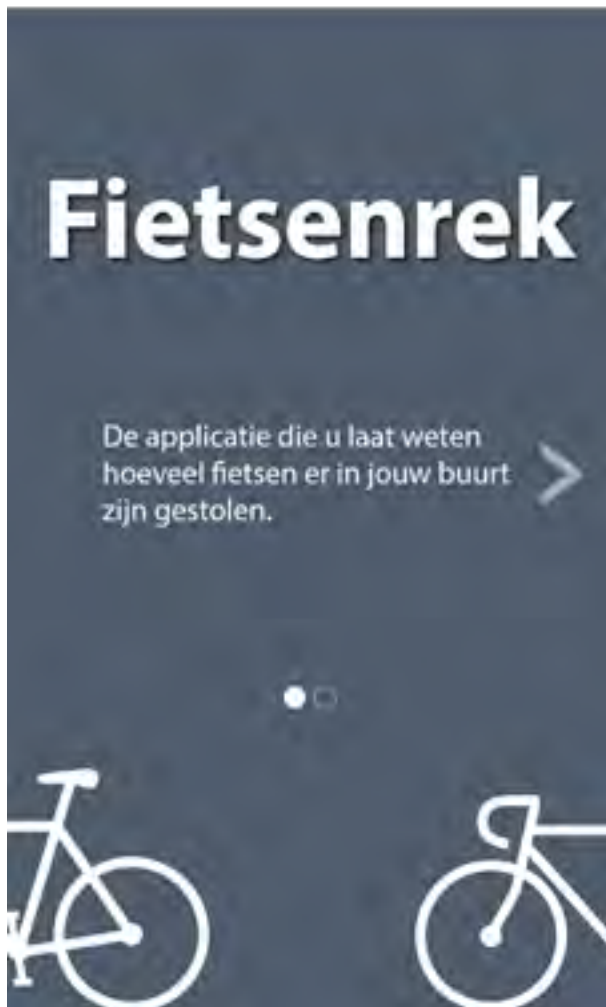 Fietsenrek
De applicatie die u laat weten
hoeveel fietsen er in jouw buurt
zijn gestolen.